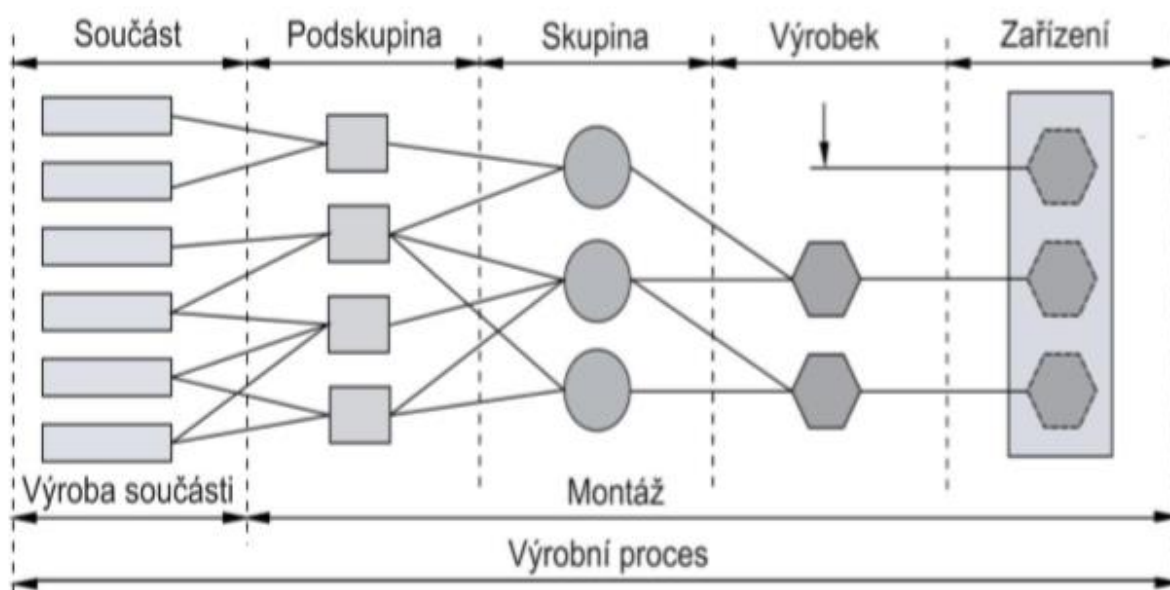 Součást Podskupina Skupina Výrobek Zařízení
Výroba součásti Montáž
Výrobní proces